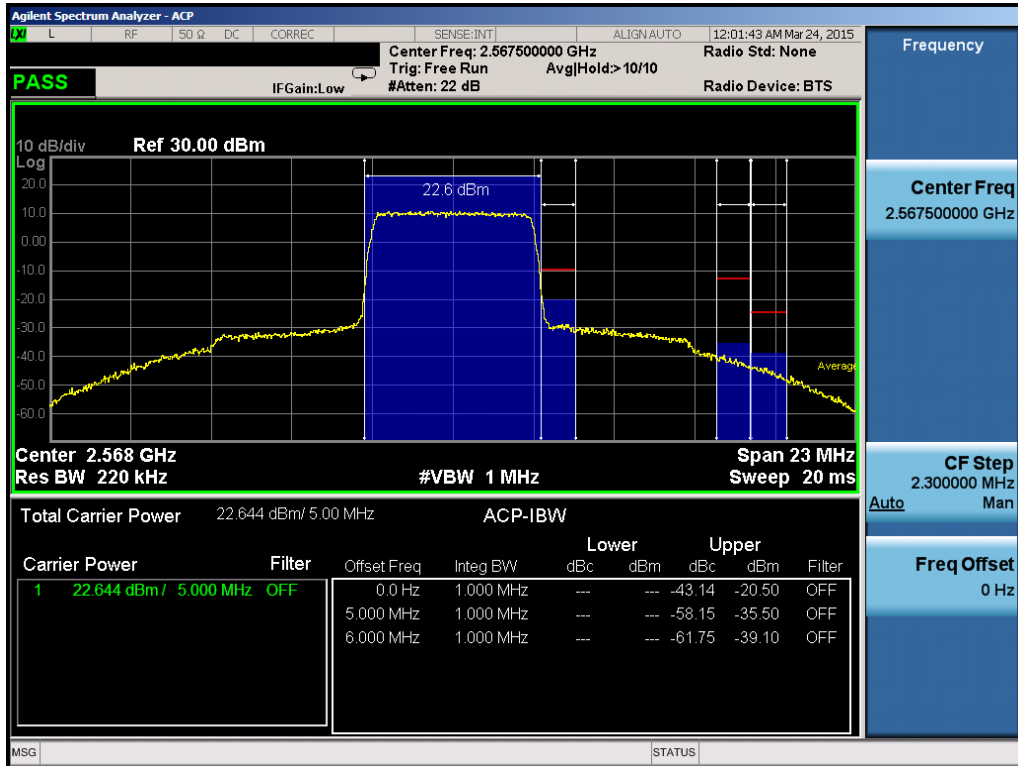 Agilent Spectrum Analyzer - ACP
LXI L RF 50 Ω DC CORREC SENSE:INT ALIGN AUTO 12:01:43 AM Mar 24, 2015
Center Freq: 2.567500000 GHz Radio Std: None
Trig: Free Run Avg|Hold:>10/10
PASS IFGain:Low #Atten: 22 dB Radio Device: BTS
10 dB/div Ref 30.00 dBm
Log
20.0
10.0
0.00
-10.0
-20.0
-30.0
-40.0
-50.0
-60.0
22.6 dBm
Average
Center 2.568 GHz Span 23 MHz
Res BW 220 kHz #VBW 1 MHz Sweep 20 ms
Total Carrier Power 22.644 dBm/ 5.00 MHz ACP-IBW
Lower Upper
Carrier Power Filter Offset Freq Integ BW dBc dBm dBc dBm Filter
1 22.644 dBm / 5.000 MHz OFF 0.0 Hz 1.000 MHz --- --- -43.14 -20.50 OFF
5.000 MHz 1.000 MHz --- --- -58.15 -35.50 OFF
6.000 MHz 1.000 MHz --- --- -61.75 -39.10 OFF
MSG STATUS
Frequency
Center Freq
2.567500000 GHz
CF Step
2.300000 MHz
Auto Man
Freq Offset
0 Hz